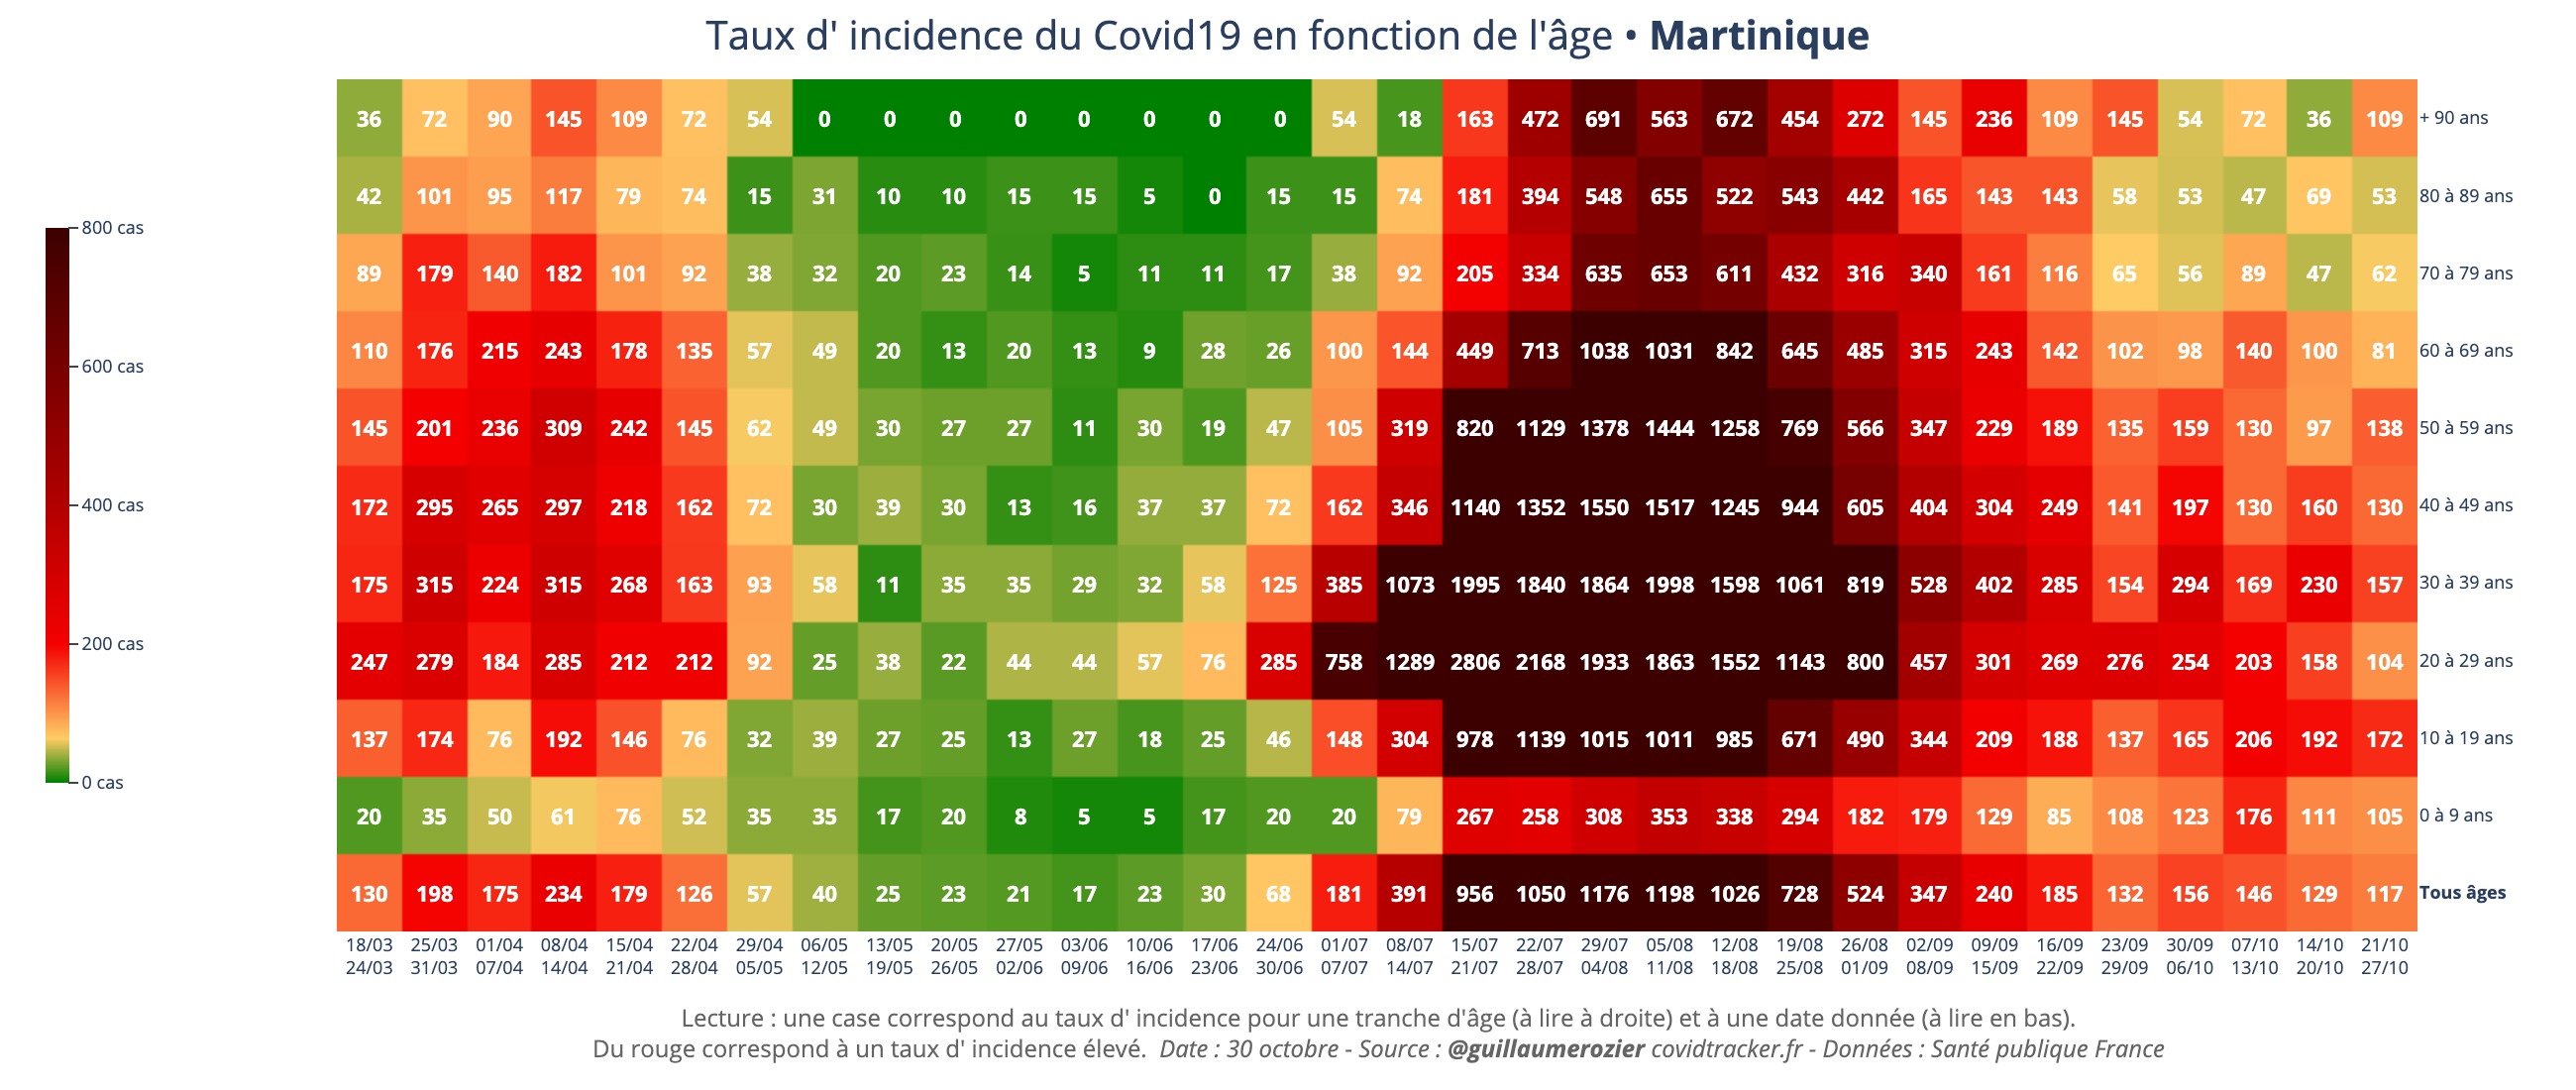 Taux d' incidence du Covid19 en fonction de l'âge • Martinique
800 cas
600 cas
400 cas
200 cas
0 cas
36 72 90 145 109 72 54 0 0 0 0 0 0 0 0 54 18 163 472 691 563 672 454 272 145 236 109 145 54 72 36 109 + 90 ans
42 101 95 117 79 74 15 31 10 10 15 15 5 0 15 15 74 181 394 548 655 522 543 442 165 143 143 58 53 47 69 53 80 à 89 ans
89 179 140 182 101 92 38 32 20 23 14 5 11 11 17 38 92 205 334 635 653 611 432 316 340 161 116 65 56 89 47 62 70 à 79 ans
110 176 215 243 178 135 57 49 20 13 20 13 9 28 26 100 144 449 713 1038 1031 842 645 485 315 243 142 102 98 140 100 81 60 à 69 ans
145 201 236 309 242 145 62 49 30 27 27 11 30 19 47 105 319 820 1129 1378 1444 1258 769 566 347 229 189 135 159 130 97 138 50 à 59 ans
172 295 265 297 218 162 72 30 39 30 13 16 37 37 72 162 346 1140 1352 1550 1517 1245 944 605 404 304 249 141 197 130 160 130 40 à 49 ans
175 315 224 315 268 163 93 58 11 35 35 29 32 58 125 385 1073 1995 1840 1864 1998 1598 1061 819 528 402 285 154 294 169 230 157 30 à 39 ans
247 279 184 285 212 212 92 25 38 22 44 44 57 76 285 758 1289 2806 2168 1933 1863 1552 1143 800 457 301 269 276 254 203 158 104 20 à 29 ans
137 174 76 192 146 76 32 39 27 25 13 27 18 25 46 148 304 978 1139 1015 1011 985 671 490 344 209 188 137 165 206 192 172 10 à 19 ans
20 35 50 61 76 52 35 35 17 20 8 5 5 17 20 20 79 267 258 308 353 338 294 182 179 129 85 108 123 176 111 105 0 à 9 ans
130 198 175 234 179 126 57 40 25 23 21 17 23 30 68 181 391 956 1050 1176 1198 1026 728 524 347 240 185 132 156 146 129 117 Tous âges
18/03 25/03 01/04 08/04 15/04 22/04 29/04 06/05 13/05 20/05 27/05 03/06 10/06 17/06 24/06 01/07 08/07 15/07 22/07 29/07 05/08 12/08 19/08 26/08 02/09 09/09 16/09 23/09 30/09 07/10 14/10 21/10
24/03 31/03 07/04 14/04 21/04 28/04 05/05 12/05 19/05 26/05 02/06 09/06 16/06 23/06 30/06 07/07 14/07 21/07 28/07 04/08 11/08 18/08 25/08 01/09 08/09 15/09 22/09 29/09 06/10 13/10 20/10 27/10
Lecture : une case correspond au taux d' incidence pour une tranche d'âge (à lire à droite) et à une date donnée (à lire en bas).
Du rouge correspond à un taux d' incidence élevé. Date : 30 octobre - Source : @guillaumerozier covidtracker.fr - Données : Santé publique France